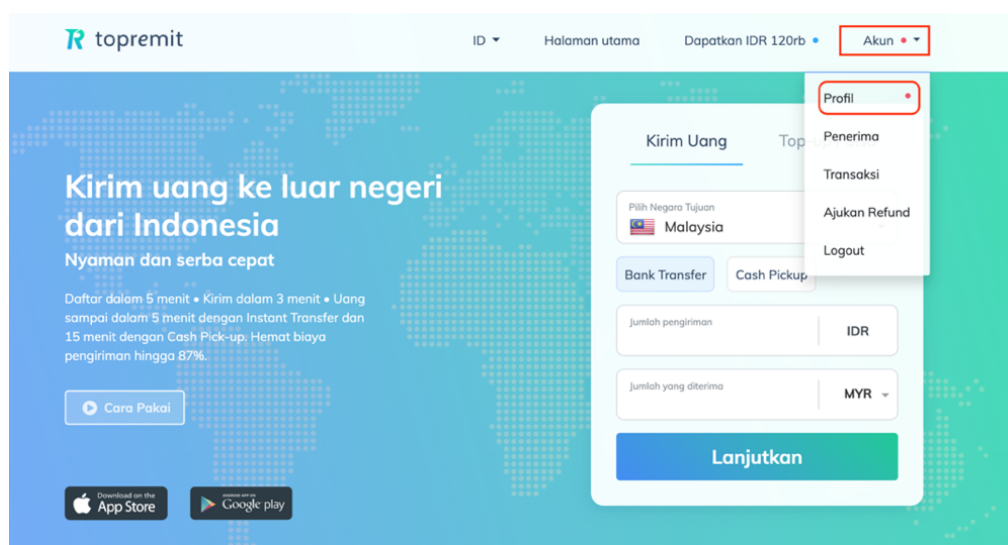 topremit
ID
Halaman utama
Dapatkan IDR 120rb
Akun
Profil
Penerima
Transaksi
Ajukan Refund
Logout
Kirim uang ke luar negeri
dari Indonesia
Nyaman dan serba cepat
Daftar dalam 5 menit • Kirim dalam 3 menit • Uang
sampai dalam 5 menit dengan Instant Transfer dan
15 menit dengan Cash Pick-up. Hemat biaya
pengiriman hingga 87%.
Cara Pakai
Download on the
App Store
ANDROID APP ON
Google play
Kirim Uang
Top
Pilih Negara Tujuan
Malaysia
Bank Transfer
Cash Pickup
Jumlah pengiriman
IDR
Jumlah yang diterima
MYR
Lanjutkan